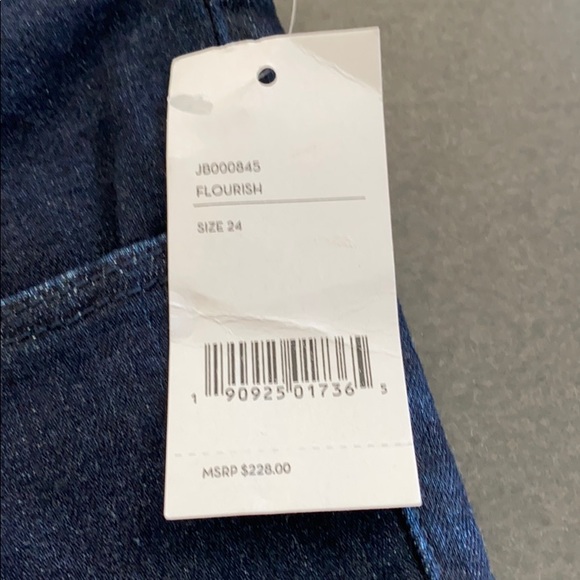 JB000845
FLOURISH
SIZE 24
1 90925 01736 5
MSRP $228.00